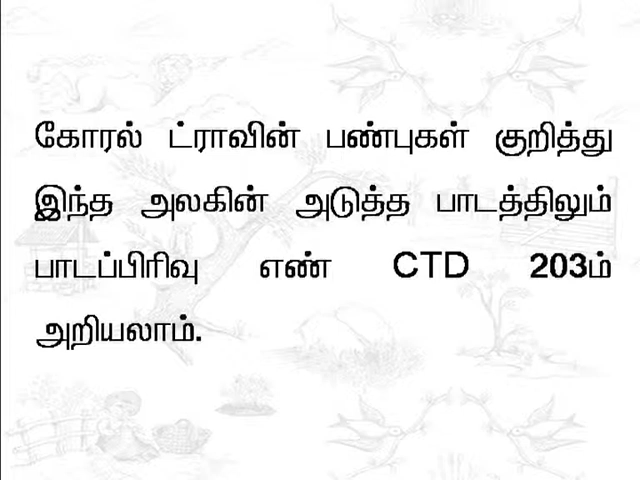 கோரல் ட்ராவின் பண்புகள் குறித்து
இந்த அலகின் அடுத்த பாடத்திலும்
பாடப்பிரிவு எண் CTD 203ம்
அறியலாம்.